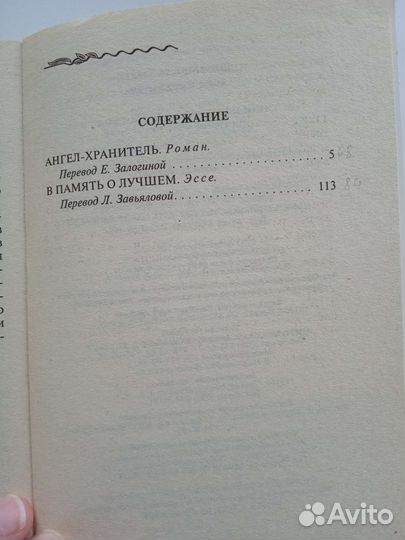 СОДЕРЖАНИЕ
АНГЕЛ-ХРАНИТЕЛЬ. Роман.
Перевод Е. Залогиной . . . . . . . . . . . . . . . . . . . . 5
В ПАМЯТЬ О ЛУЧШЕМ. Эссе.
Перевод Л. Завьяловой. . . . . . . . . . . . . . . . . . 113
Avito